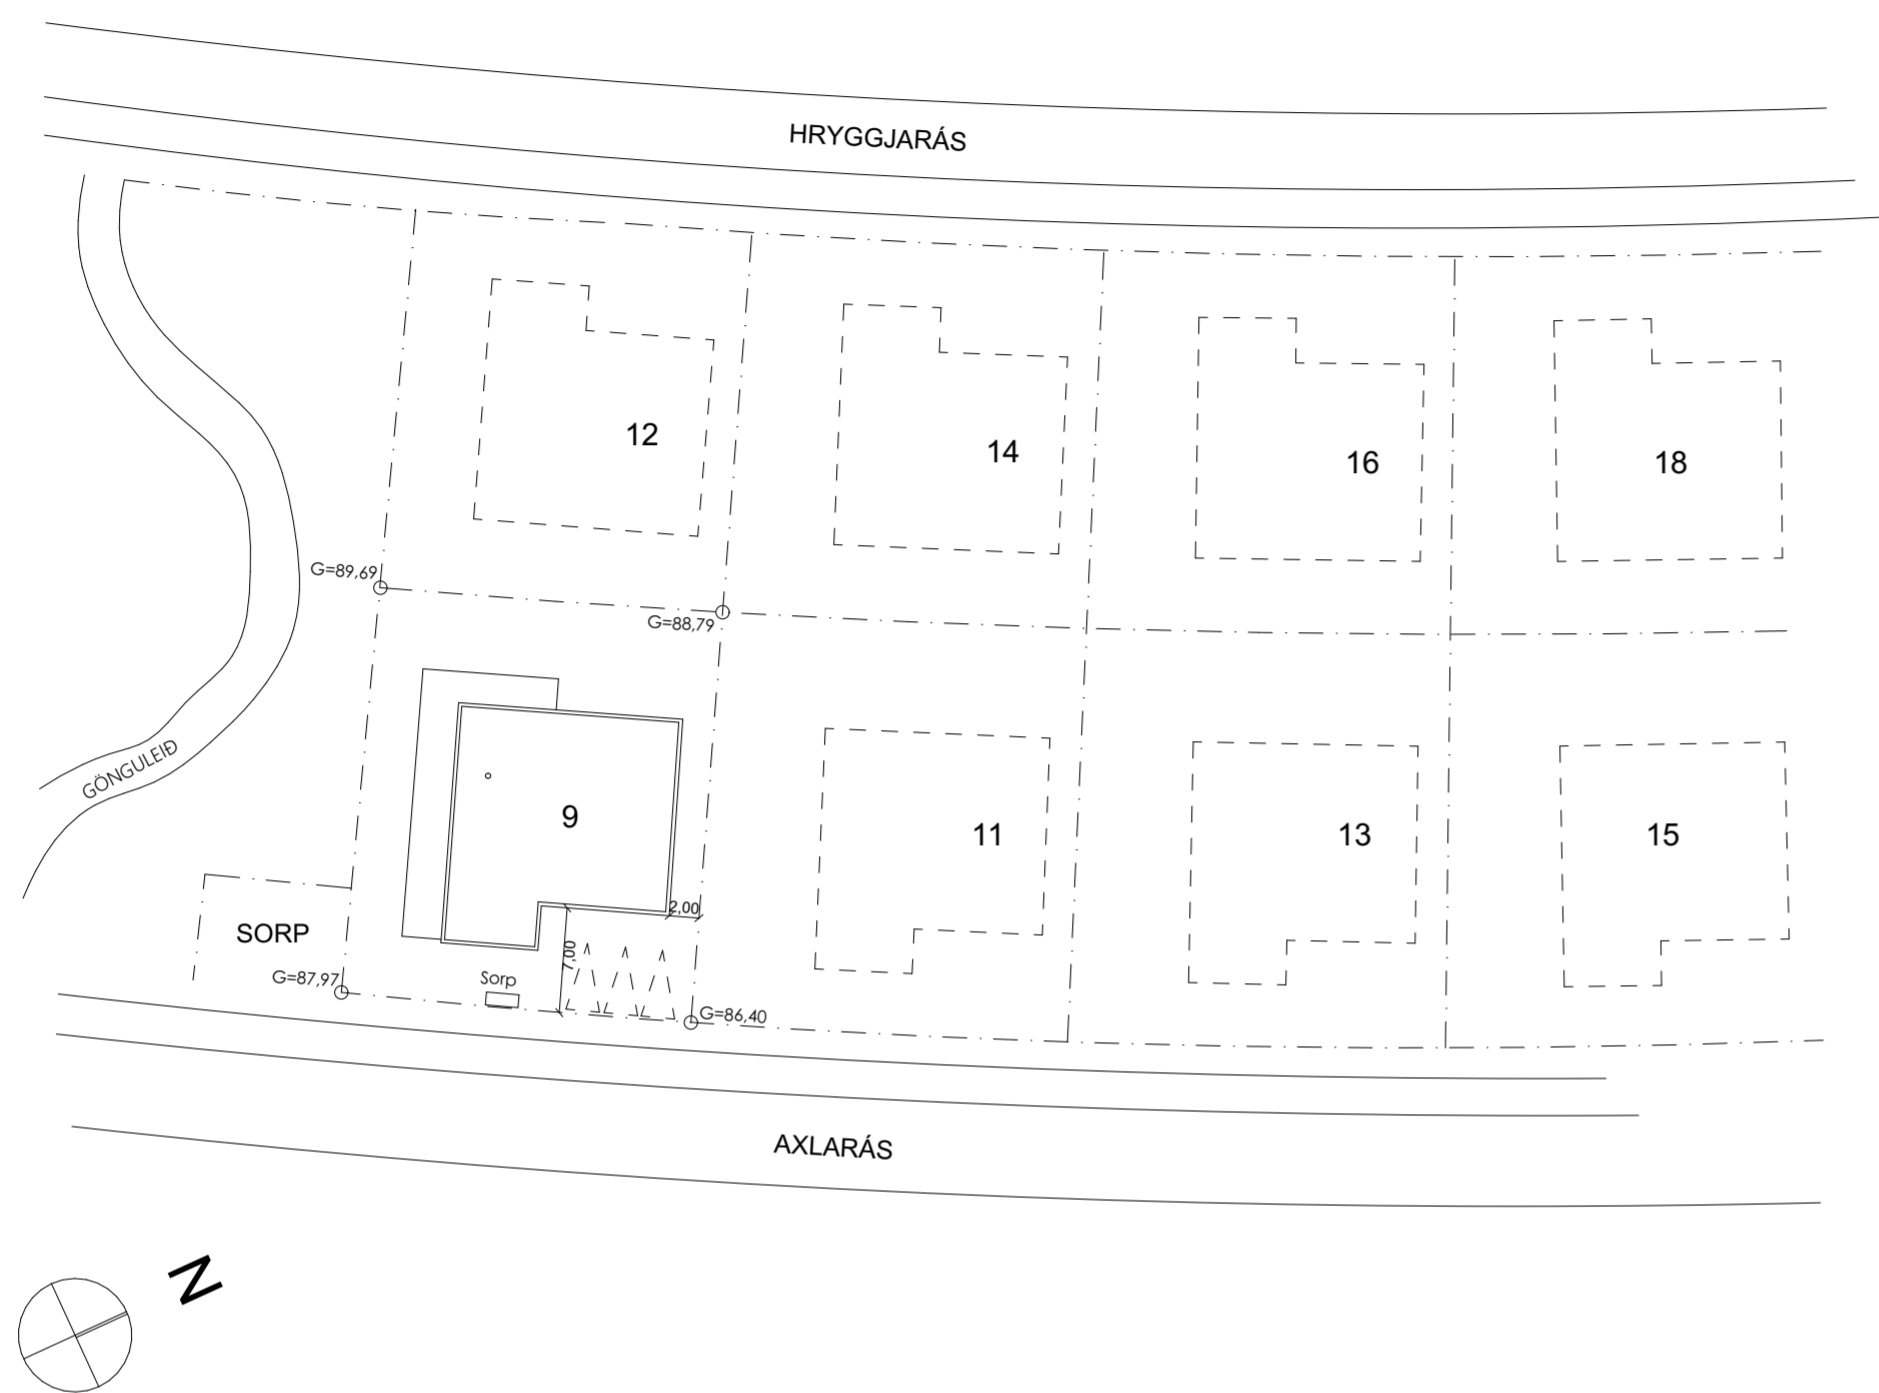 HRYGGJARÁS
12
14
16
18
G=89,69
G=88,79
GÖNGULEIÐ
9
11
13
15
2,00
7,00
SORP
Sorp
G=87,97
G=86,40
AXLARÁS
N